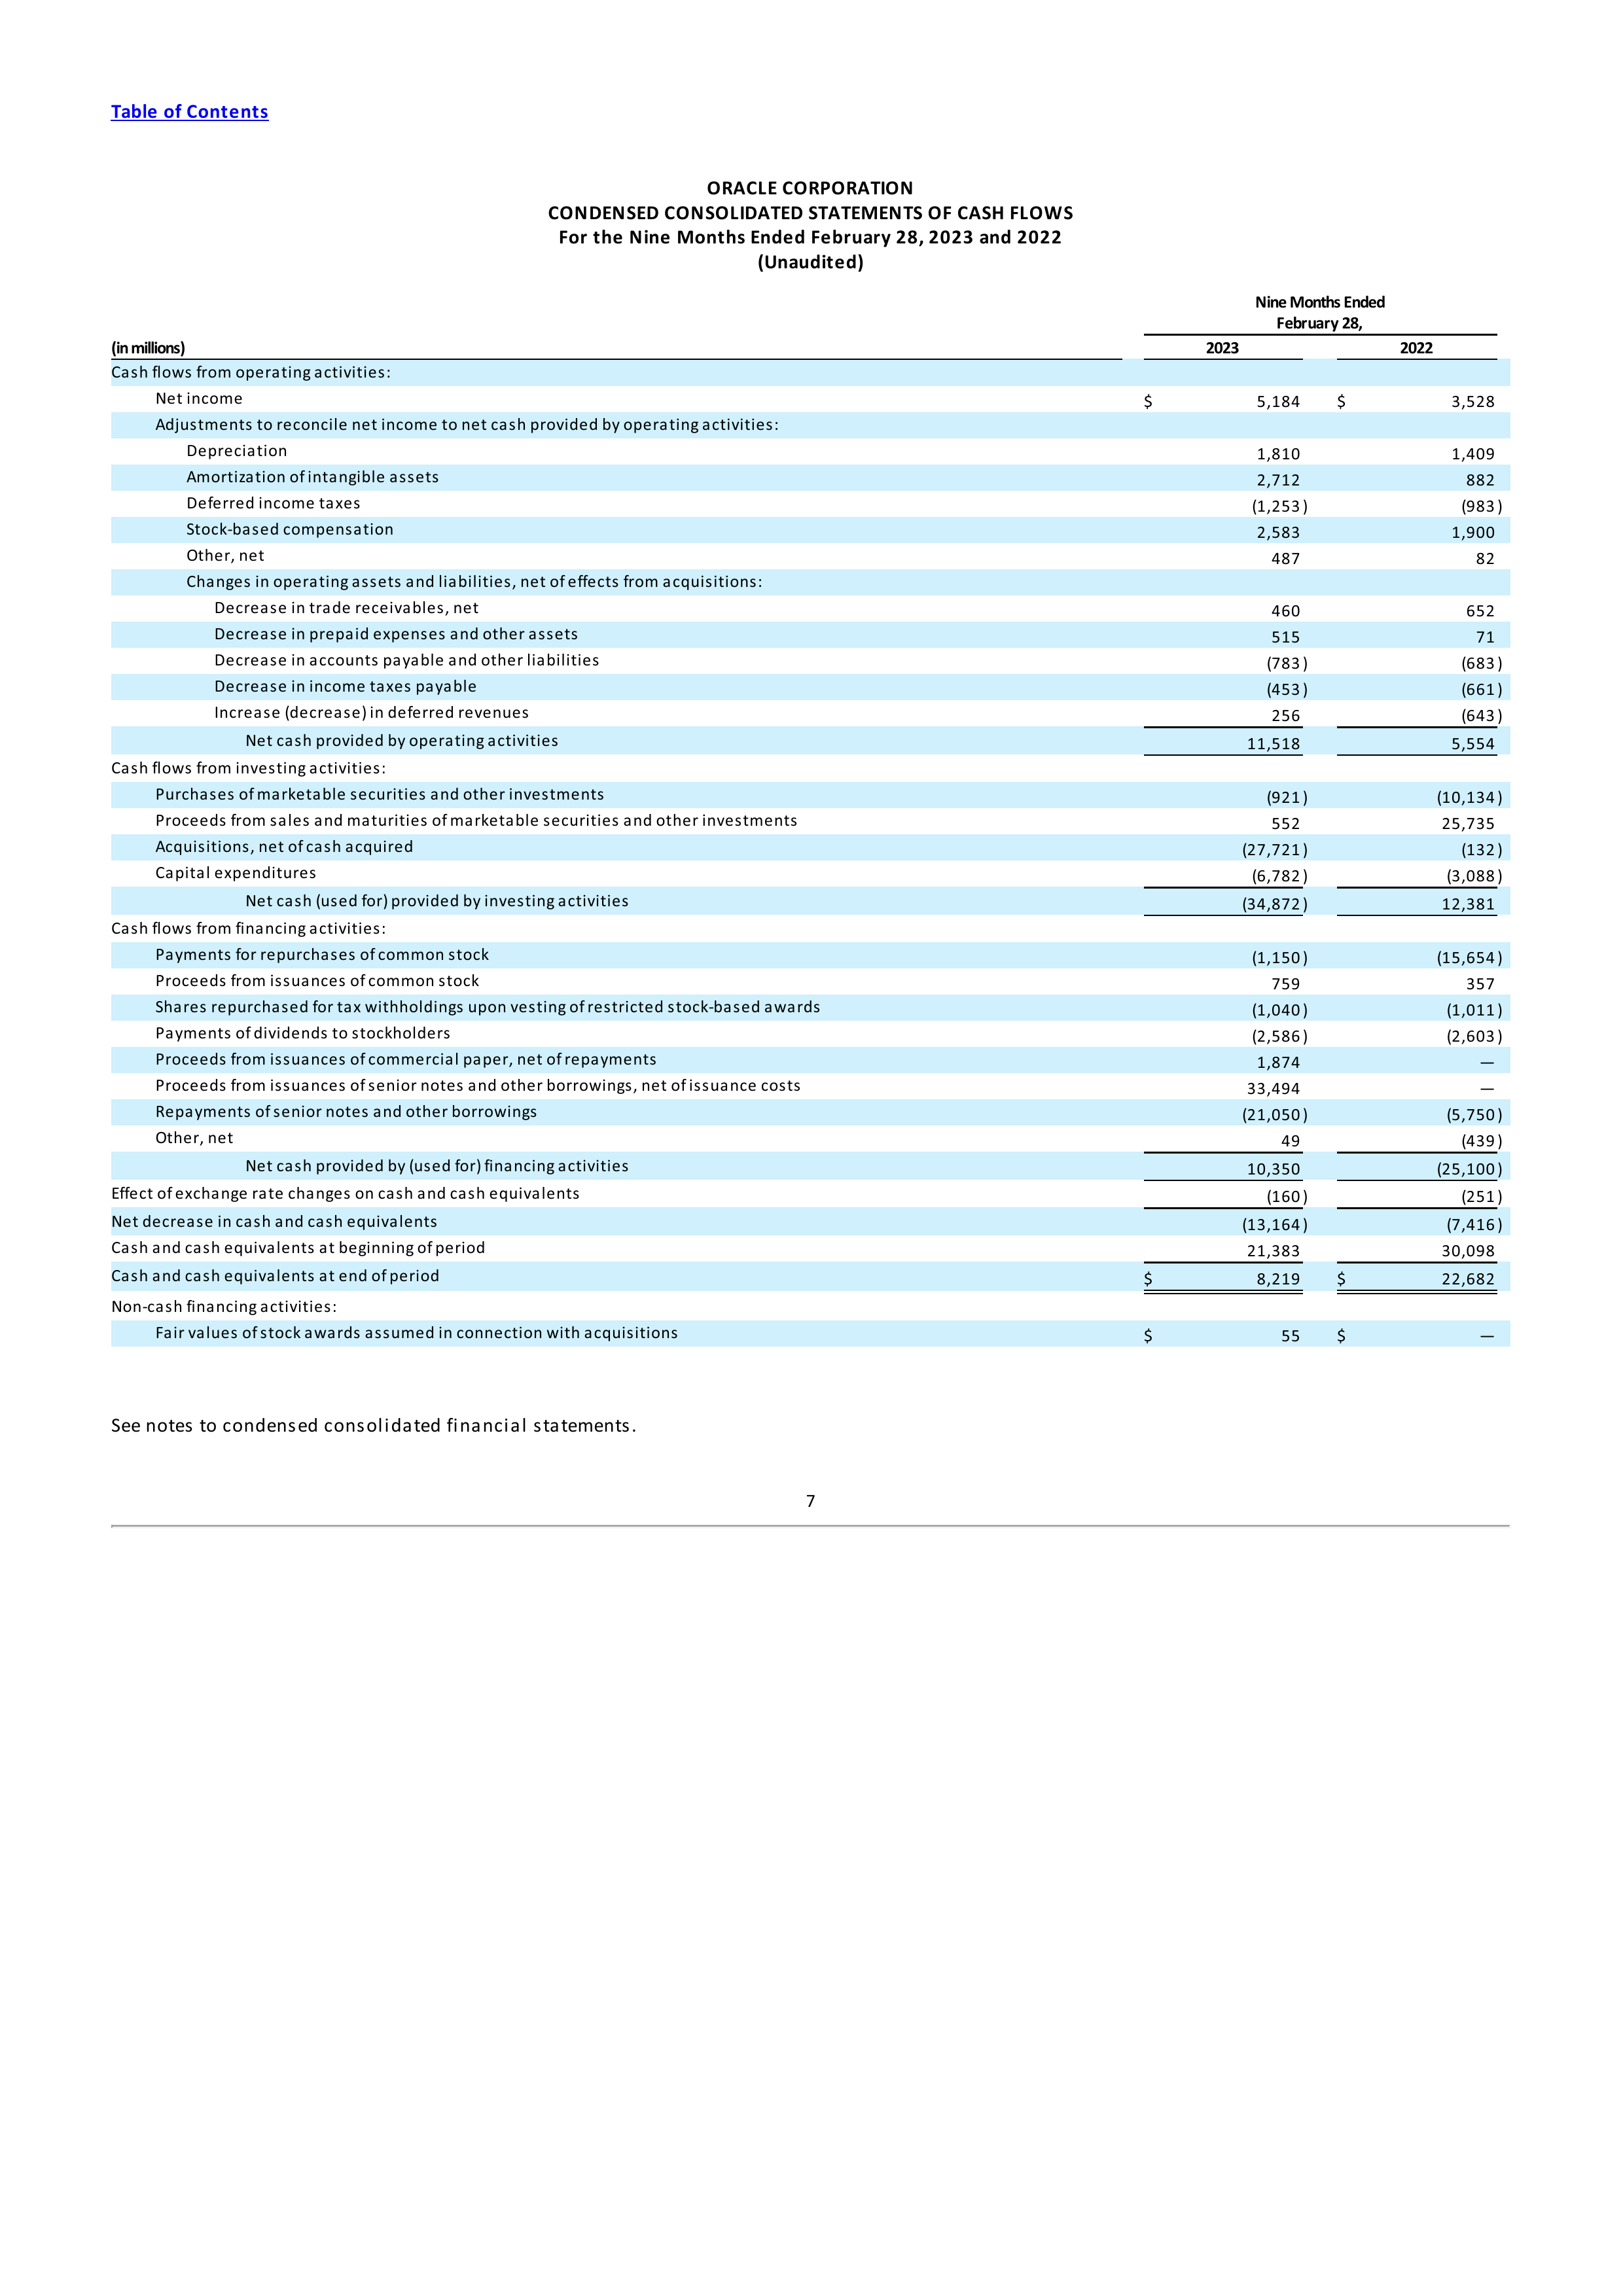 Table of Contents
ORACLE CORPORATION
CONDENSED CONSOLIDATED STATEMENTS OF CASH FLOWS
For the Nine Months Ended February 28, 2023 and 2022
(Unaudited)
Nine Months Ended
February 28,
(in millions) 2023 2022
Cash flows from operating activities:
Net income $ 5,184 $ 3,528
Adjustments to reconcile net income to net cash provided by operating activities:
Depreciation 1,810 1,409
Amortization of intangible assets 2,712 882
Deferred income taxes (1,253) (983)
Stock-based compensation 2,583 1,900
Other, net 487 82
Changes in operating assets and liabilities, net of effects from acquisitions:
Decrease in trade receivables, net 460 652
Decrease in prepaid expenses and other assets 515 71
Decrease in accounts payable and other liabilities (783) (683)
Decrease in income taxes payable (453) (661)
Increase (decrease) in deferred revenues 256 (643)
Net cash provided by operating activities 11,518 5,554
Cash flows from investing activities:
Purchases of marketable securities and other investments (921) (10,134)
Proceeds from sales and maturities of marketable securities and other investments 552 25,735
Acquisitions, net of cash acquired (27,721) (132)
Capital expenditures (6,782) (3,088)
Net cash (used for) provided by investing activities (34,872) 12,381
Cash flows from financing activities:
Payments for repurchases of common stock (1,150) (15,654)
Proceeds from issuances of common stock 759 357
Shares repurchased for tax withholdings upon vesting of restricted stock-based awards (1,040) (1,011)
Payments of dividends to stockholders (2,586) (2,603)
Proceeds from issuances of commercial paper, net of repayments 1,874 —
Proceeds from issuances of senior notes and other borrowings, net of issuance costs 33,494 —
Repayments of senior notes and other borrowings (21,050) (5,750)
Other, net 49 (439)
Net cash provided by (used for) financing activities 10,350 (25,100)
Effect of exchange rate changes on cash and cash equivalents (160) (251)
Net decrease in cash and cash equivalents (13,164) (7,416)
Cash and cash equivalents at beginning of period 21,383 30,098
Cash and cash equivalents at end of period $ 8,219 $ 22,682
Non-cash financing activities:
Fair values of stock awards assumed in connection with acquisitions $ 55 $ —
See notes to condensed consolidated financial statements.
7